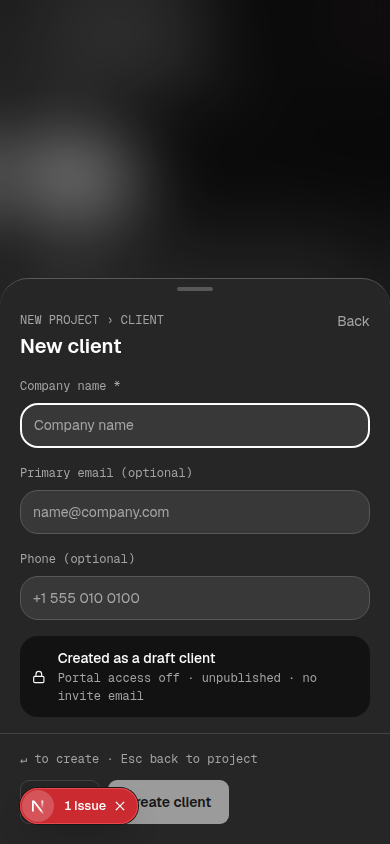 NEW PROJECT › CLIENT
Back
New client
Company name *
Company name
Primary email (optional)
name@company.com
Phone (optional)
+1 555 010 0100
Created as a draft client
Portal access off · unpublished · no
invite email
↵ to create · Esc back to project
N 1 Issue ×
client